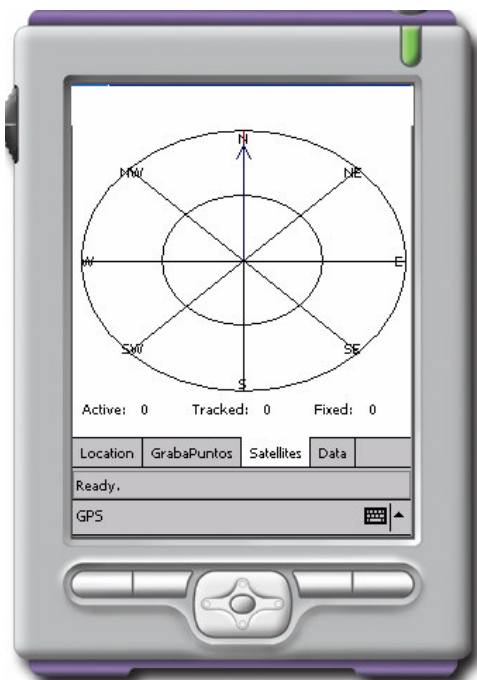 N
NW NE
W E
SW SE
S
Active: 0 Tracked: 0 Fixed: 0
Location GrabaPuntos Satellites Data
Ready.
GPS